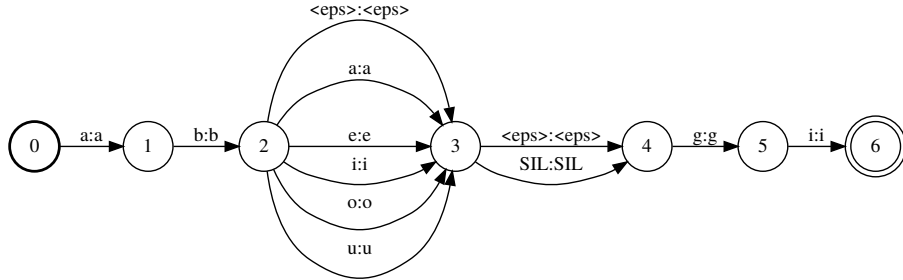 <eps>:<eps>
a:a
a:a
b:b
e:e
<eps>:<eps>
g:g
i:i
0
1
2
3
4
5
6
i:i
SIL:SIL
o:o
u:u